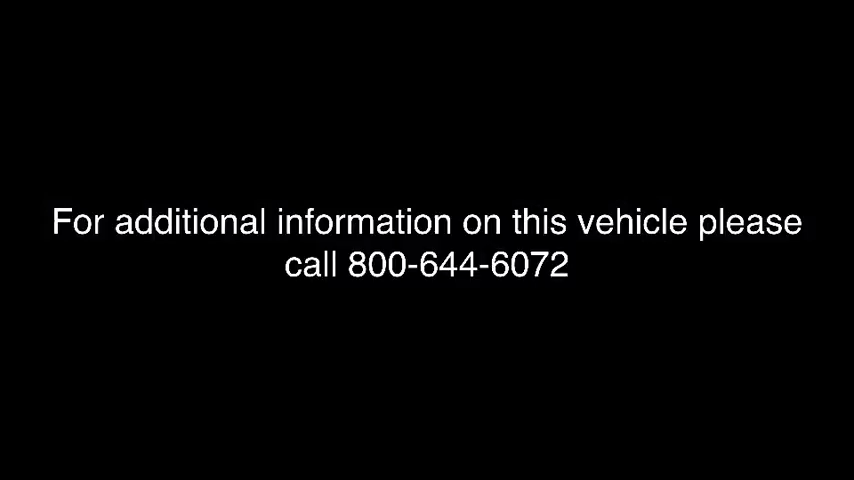 For additional information on this vehicle please
call 800-644-6072